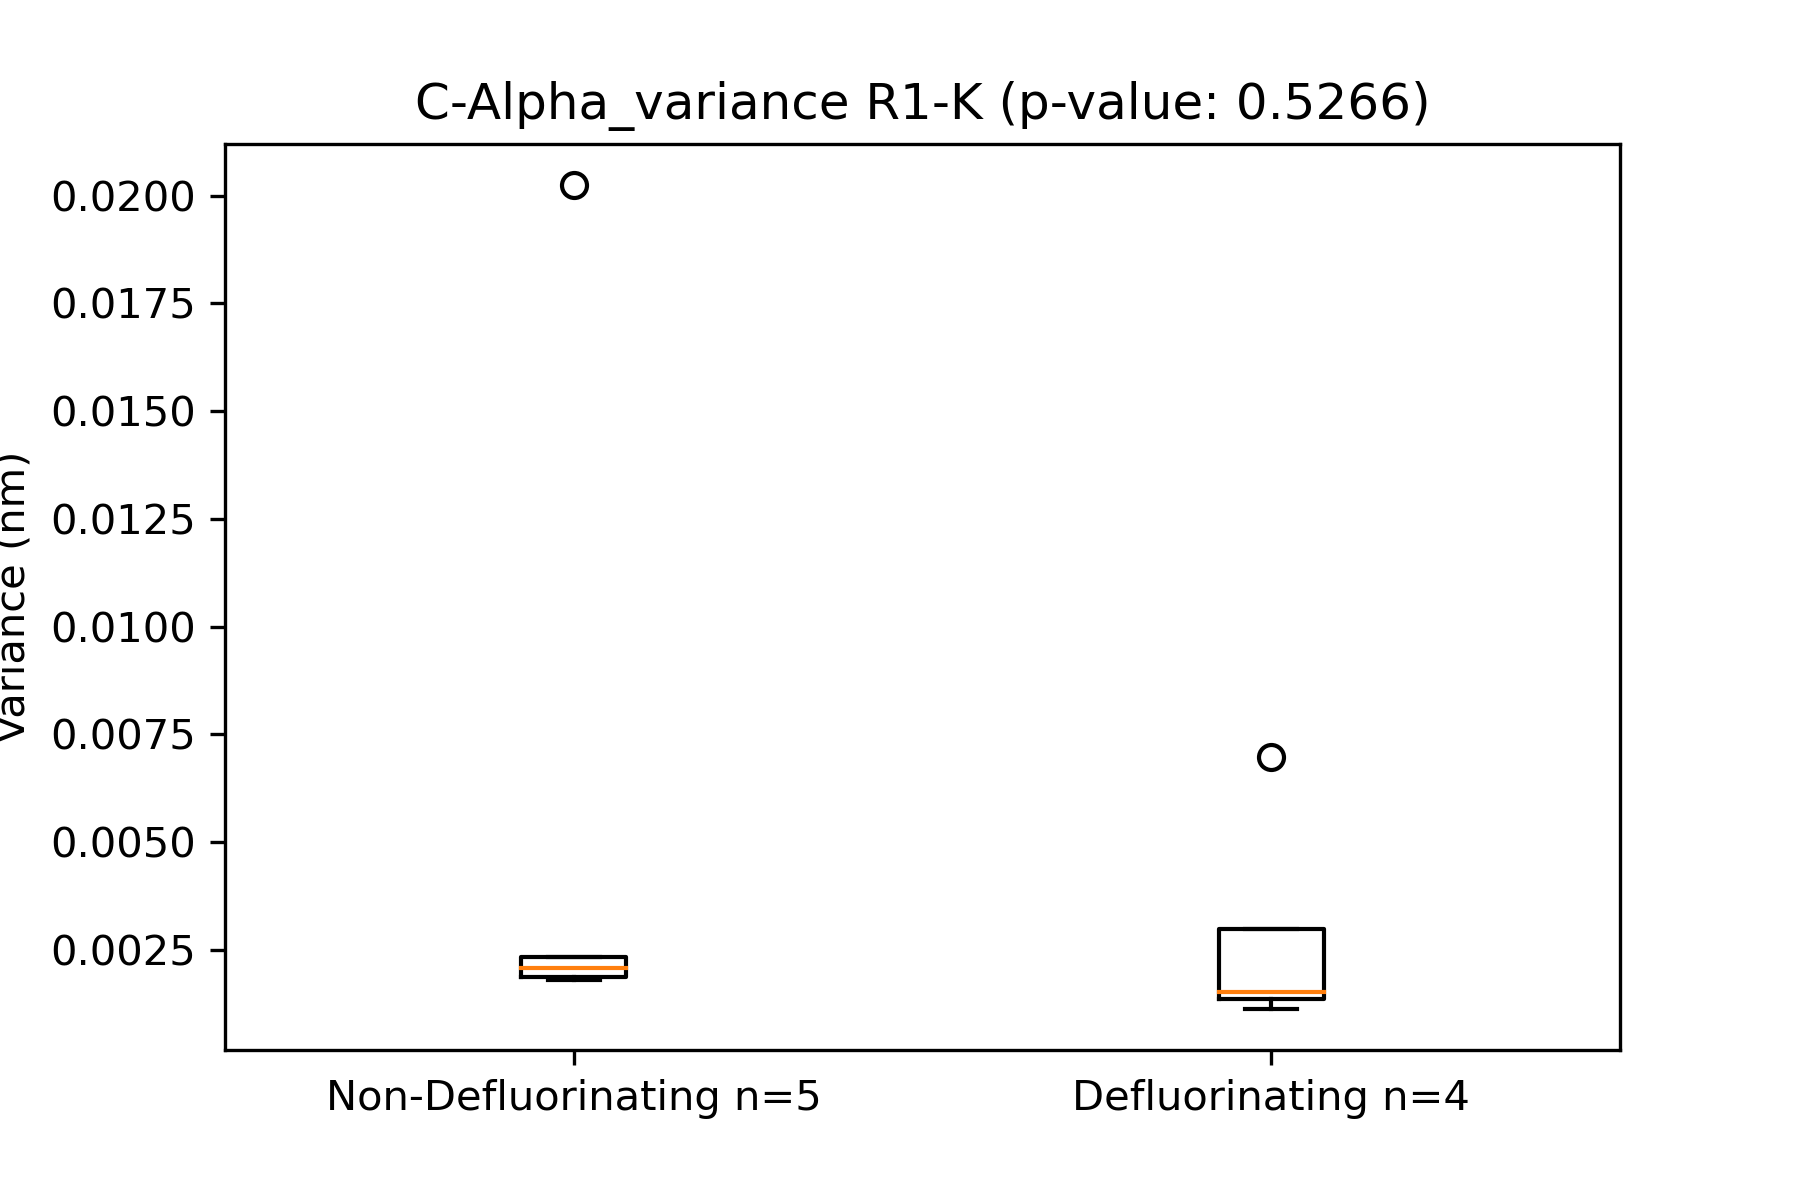 C-Alpha_variance R1-K (p-value: 0.5266)
0.0200
0.0175
0.0150
0.0125
0.0100
0.0075
0.0050
0.0025
Variance (nm)
Non-Defluorinating n=5
Defluorinating n=4